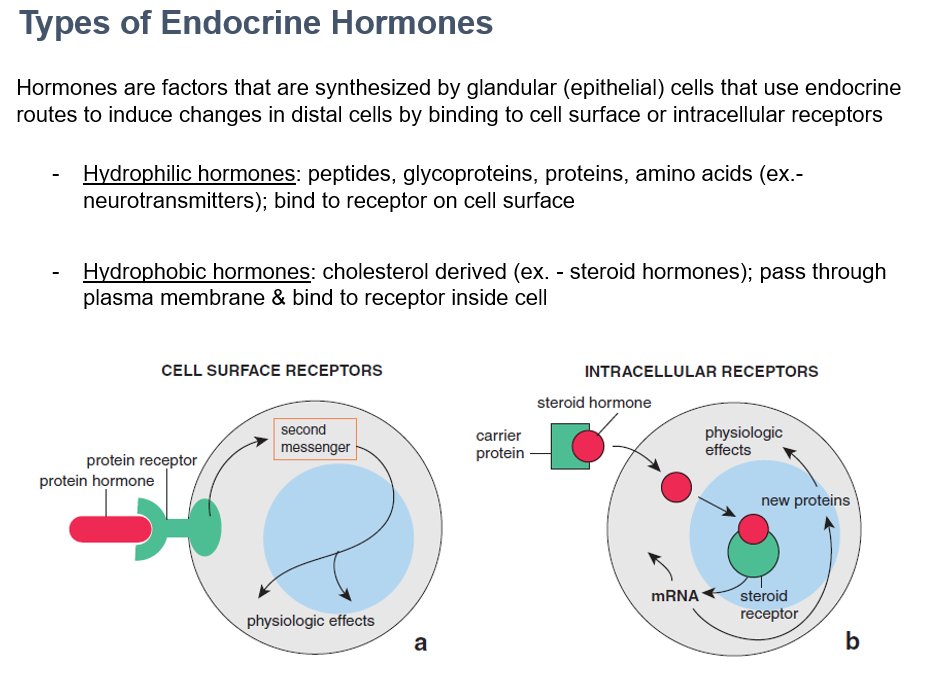 Types of Endocrine Hormones
Hormones are factors that are synthesized by glandular (epithelial) cells that use endocrine
routes to induce changes in distal cells by binding to cell surface or intracellular receptors
- Hydrophilic hormones: peptides, glycoproteins, proteins, amino acids (ex.-
neurotransmitters); bind to receptor on cell surface
- Hydrophobic hormones: cholesterol derived (ex. - steroid hormones); pass through
plasma membrane & bind to receptor inside cell
CELL SURFACE RECEPTORS
second
messenger
protein receptor
protein hormone
physiologic effects
a
INTRACELLULAR RECEPTORS
steroid hormone
carrier
protein
physiologic
effects
new proteins
mRNA
steroid
receptor
b